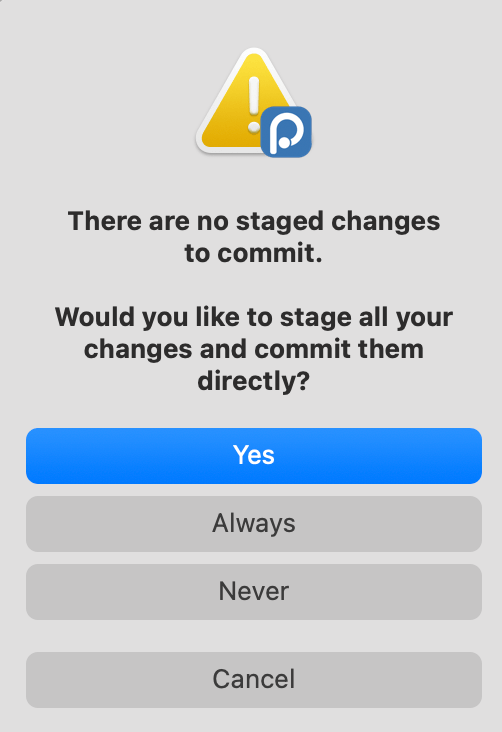 There are no staged changes
to commit.
Would you like to stage all your
changes and commit them
directly?
Yes
Always
Never
Cancel